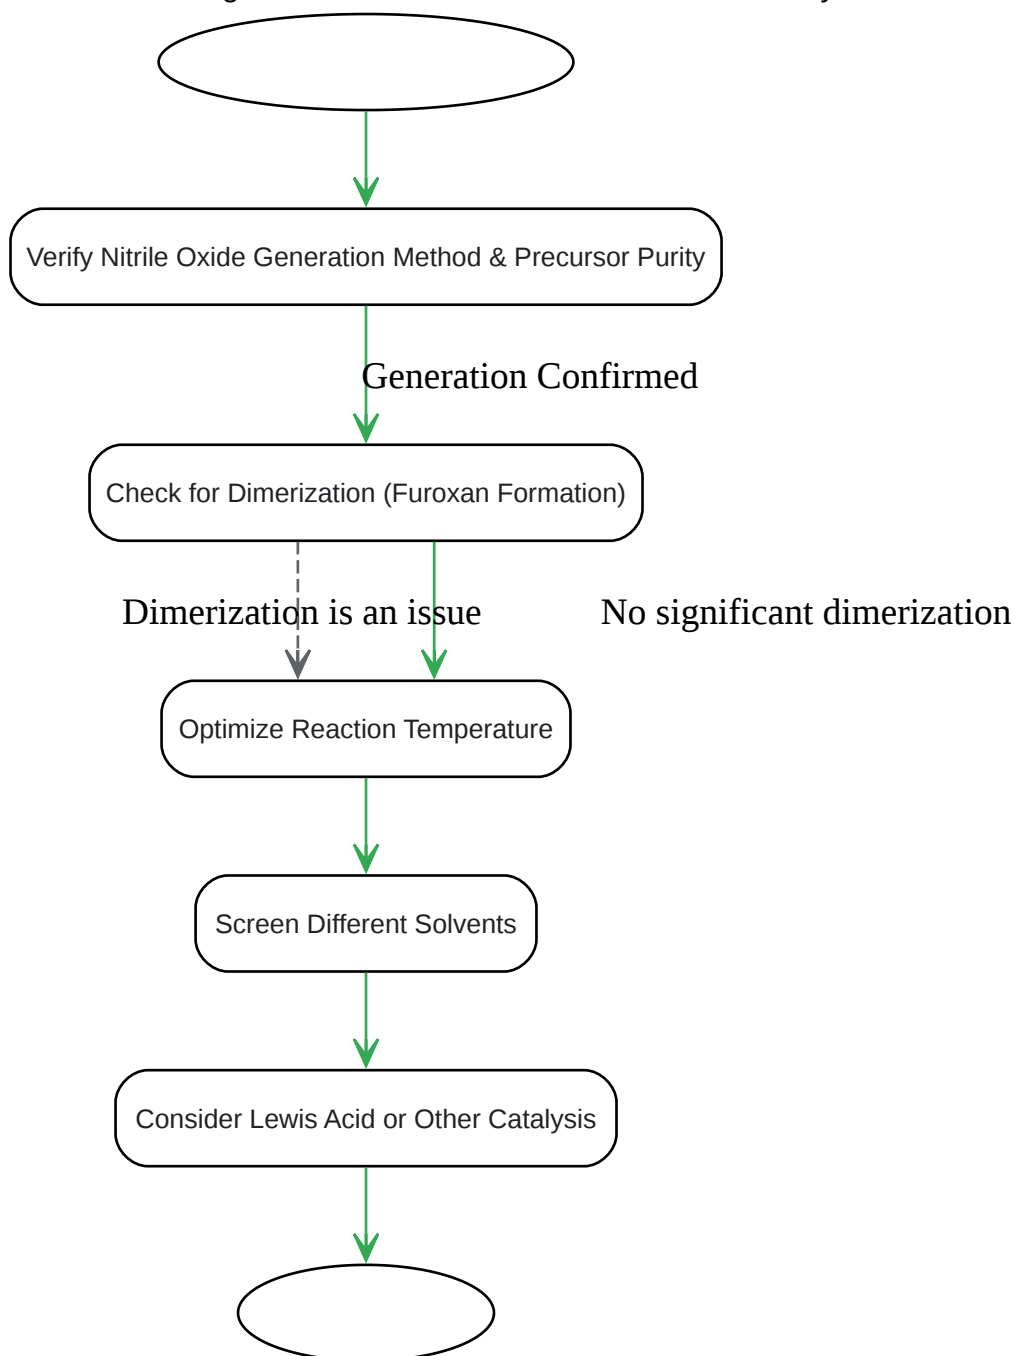 Verify Nitrile Oxide Generation Method & Precursor Purity
Generation Confirmed
Check for Dimerization (Furoxan Formation)
Dimerization is an issue
No significant dimerization
Optimize Reaction Temperature
Screen Different Solvents
Consider Lewis Acid or Other Catalysis